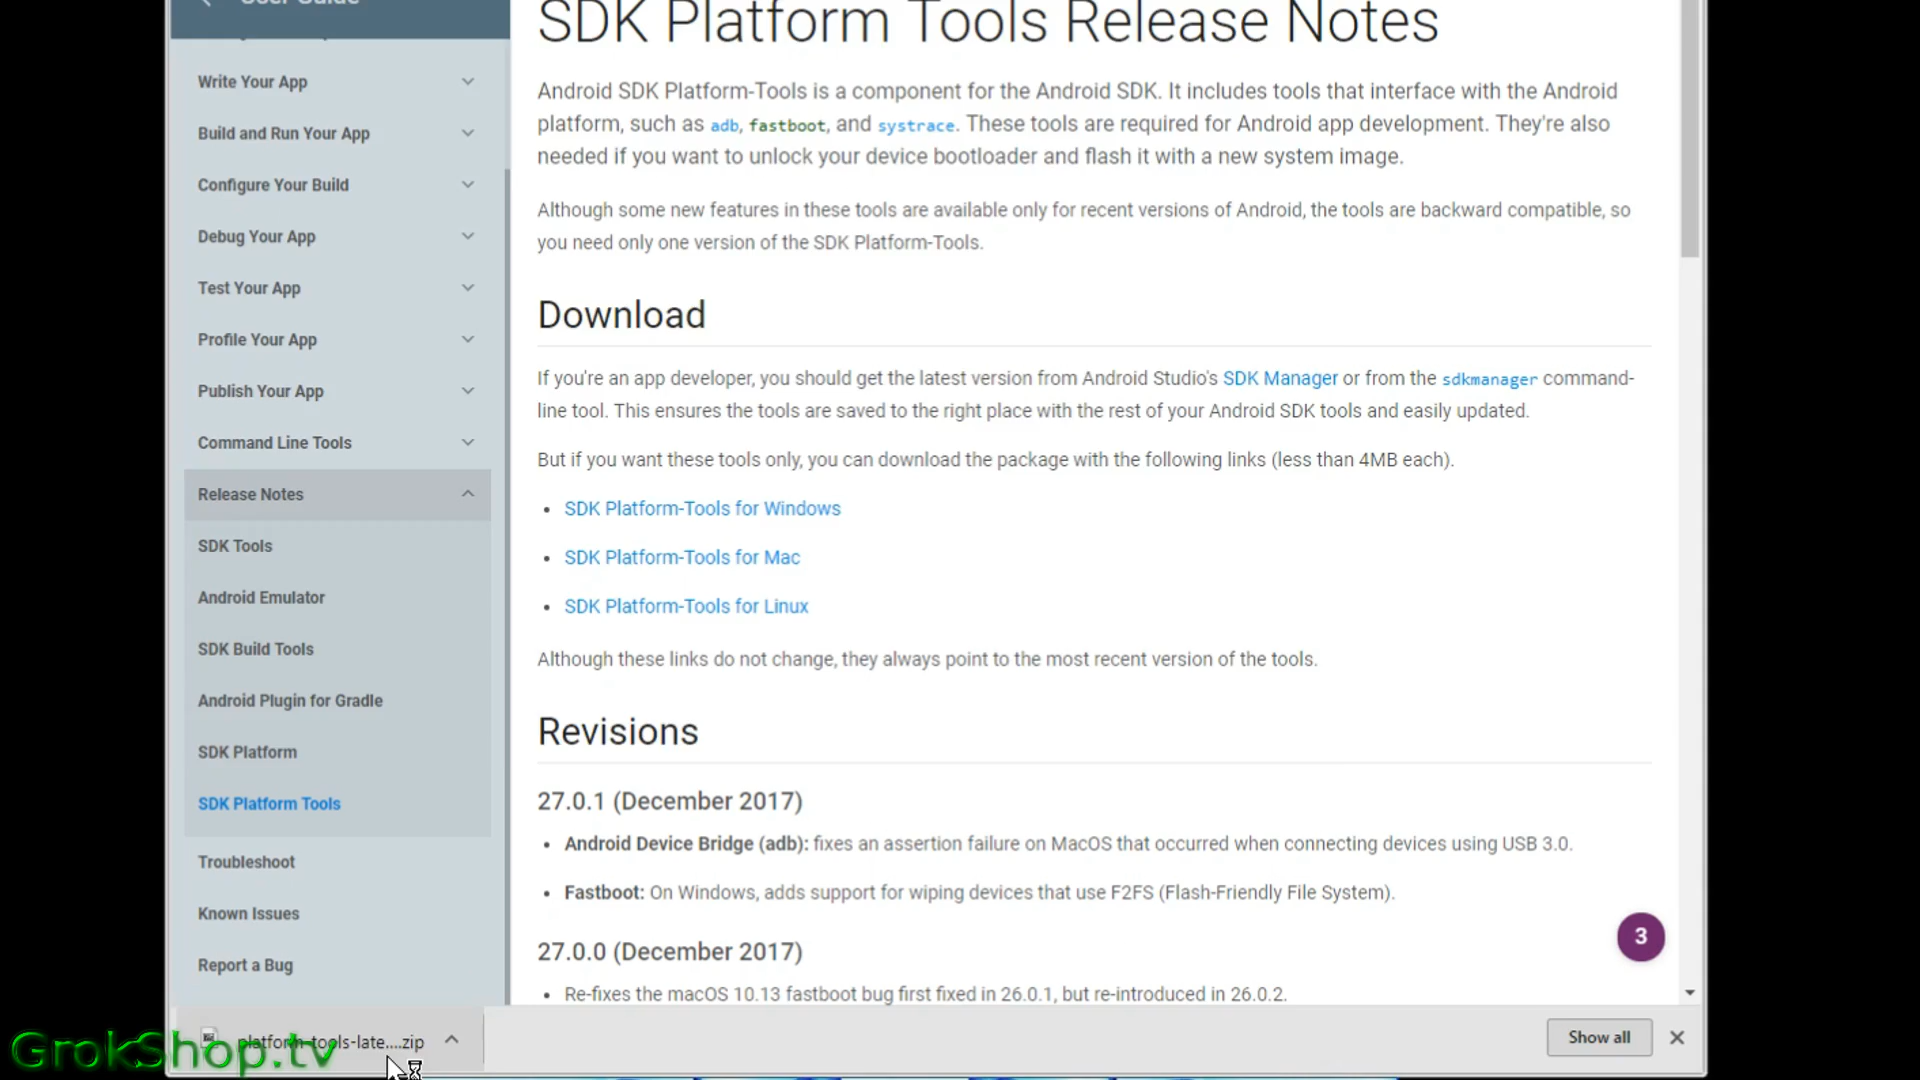 User Guide
SDK Platform Tools Release Notes
Write Your App
Build and Run Your App
Configure Your Build
Debug Your App
Test Your App
Profile Your App
Publish Your App
Command Line Tools
Release Notes
SDK Tools
Android Emulator
SDK Build Tools
Android Plugin for Gradle
SDK Platform
SDK Platform Tools
Troubleshoot
Known Issues
Report a Bug
Android SDK Platform-Tools is a component for the Android SDK. It includes tools that interface with the Android
platform, such as adb, fastboot, and systrace. These tools are required for Android app development. They're also
needed if you want to unlock your device bootloader and flash it with a new system image.
Although some new features in these tools are available only for recent versions of Android, the tools are backward compatible, so
you need only one version of the SDK Platform-Tools.
Download
If you're an app developer, you should get the latest version from Android Studio's SDK Manager or from the sdkmanager command-
line tool. This ensures the tools are saved to the right place with the rest of your Android SDK tools and easily updated.
But if you want these tools only, you can download the package with the following links (less than 4MB each).
• SDK Platform-Tools for Windows
• SDK Platform-Tools for Mac
• SDK Platform-Tools for Linux
Although these links do not change, they always point to the most recent version of the tools.
Revisions
27.0.1 (December 2017)
• Android Device Bridge (adb): fixes an assertion failure on MacOS that occurred when connecting devices using USB 3.0.
• Fastboot: On Windows, adds support for wiping devices that use F2FS (Flash-Friendly File System).
27.0.0 (December 2017)
• Re-fixes the macOS 10.13 fastboot bug first fixed in 26.0.1, but re-introduced in 26.0.2.
3
platform-tools-late....zip
Show all
GrokShop.tv